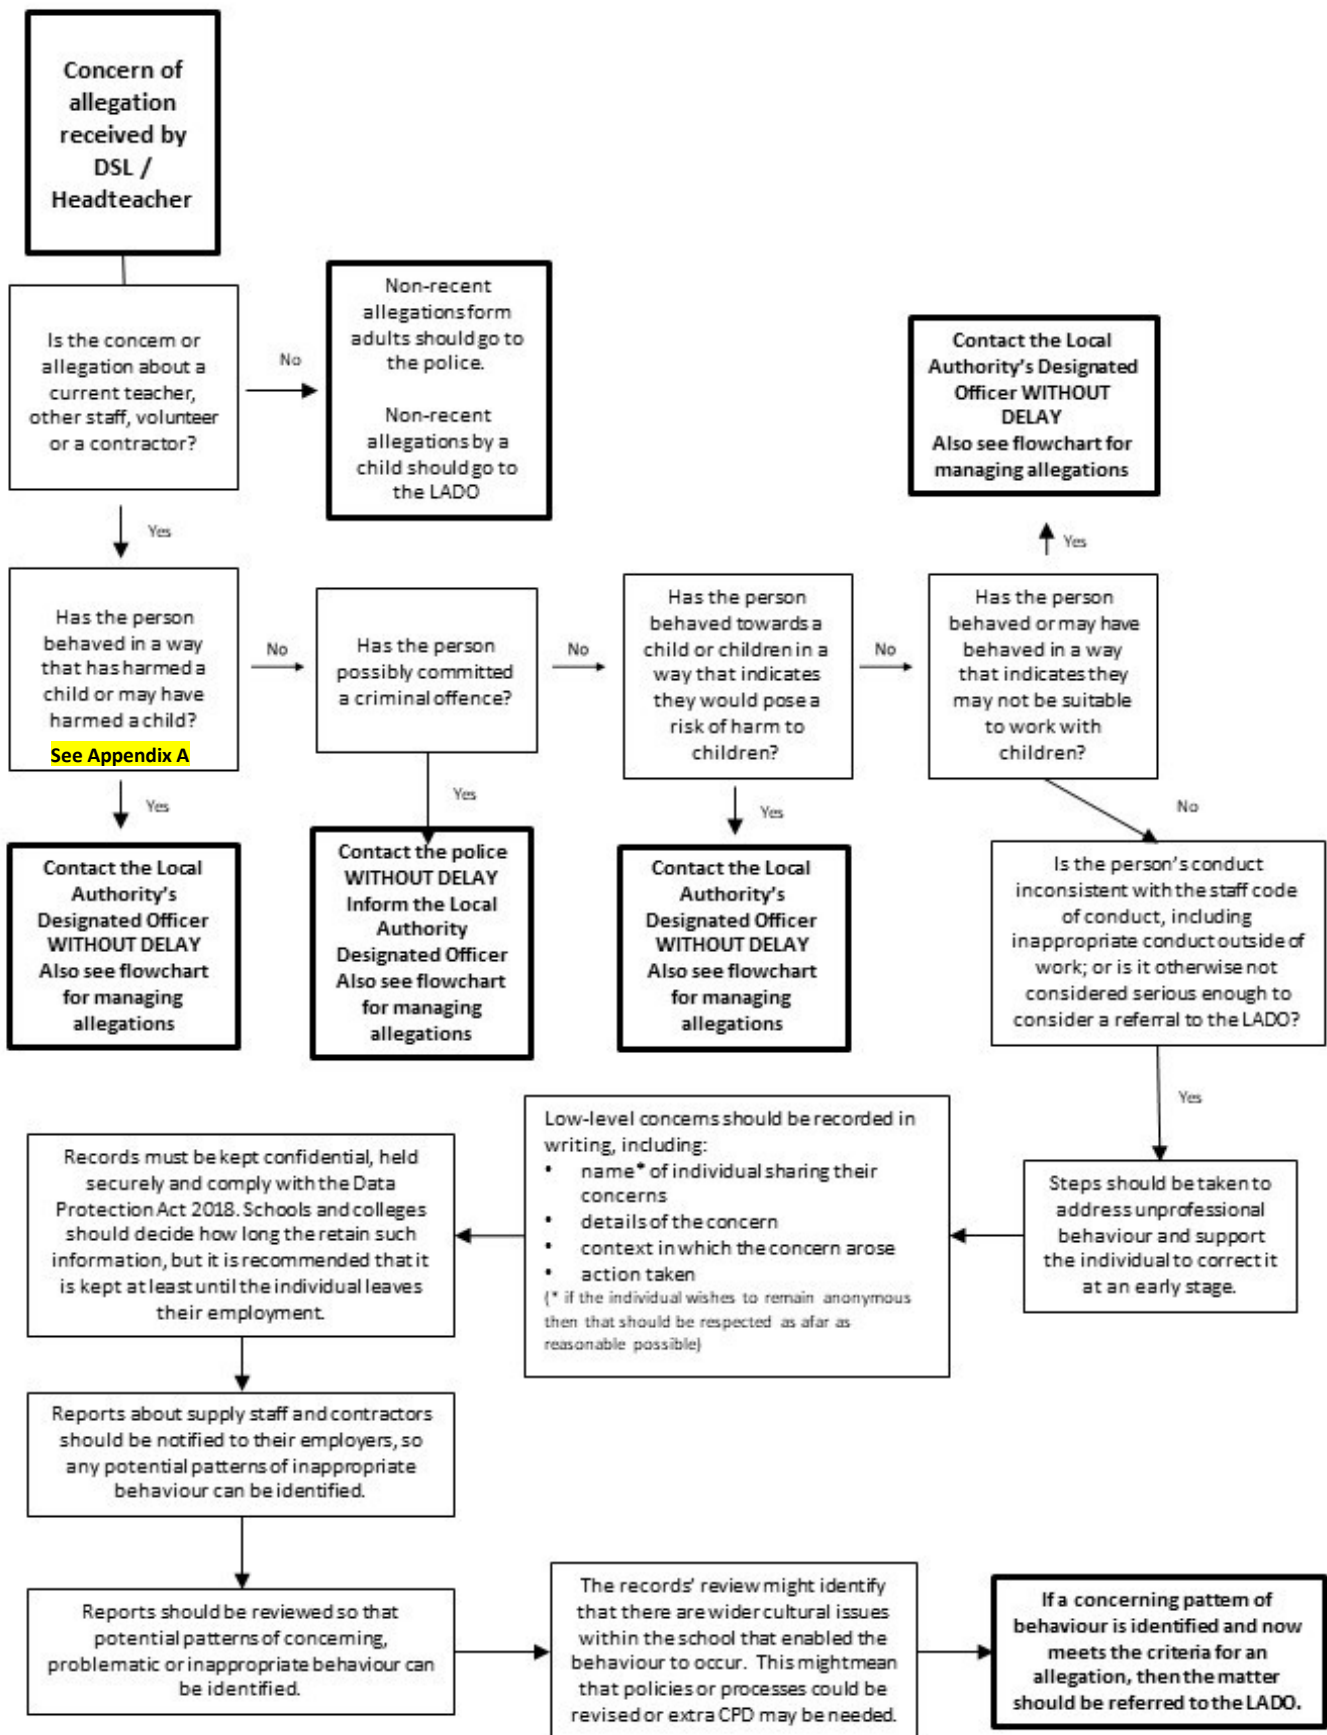 Concern of
allegation
received by
DSL /
Headteacher
Is the concern or
allegation about a
current teacher,
other staff, volunteer
or a contractor?
No
Non-recent
allegations form
adults should go to
the police.
Non-recent
allegations by a
child should go to
the LADO
Contact the Local
Authority's Designated
Officer WITHOUT
DELAY
Also see flowchart for
managing allegations
Yes
Yes
Has the person
behaved in a way
that has harmed a
child or may have
harmed a child?
See Appendix A
No
Has the person
possibly committed
a criminal offence?
No
Has the person
behaved towards a
child or children in a
way that indicates
they would pose a
risk of harm to
children?
No
Has the person
behaved or may have
behaved in a way
that indicates they
may not be suitable
to work with
children?
Yes
Yes
Yes
No
Contact the Local
Authority's
Designated Officer
WITHOUT DELAY
Also see flowchart
for managing
allegations
Contact the police
WITHOUT DELAY
Inform the Local
Authority
Designated Officer
Also see flowchart
for managing
allegations
Contact the Local
Authority's
Designated Officer
WITHOUT DELAY
Also see flowchart
for managing
allegations
Is the person's conduct
inconsistent with the staff code
of conduct, including
inappropriate conduct outside of
work; or is it otherwise not
considered serious enough to
consider a referral to the LADO?
Yes
Steps should be taken to
address unprofessional
behaviour and support
the individual to correct it
at an early stage.
Low-level concerns should be recorded in
writing, including:
• name* of individual sharing their
concerns
• details of the concern
• context in which the concern arose
• action taken
(* if the individual wishes to remain anonymous
then that should be respected as afar as
reasonable possible)
Records must be kept confidential, held
securely and comply with the Data
Protection Act 2018. Schools and colleges
should decide how long the retain such
information, but it is recommended that it
is kept at least until the individual leaves
their employment.
Reports about supply staff and contractors
should be notified to their employers, so
any potential patterns of inappropriate
behaviour can be identified.
Reports should be reviewed so that
potential patterns of concerning,
problematic or inappropriate behaviour can
be identified.
The records' review might identify
that there are wider cultural issues
within the school that enabled the
behaviour to occur. This mightmean
that policies or processes could be
revised or extra CPD may be needed.
If a concerning pattern of
behaviour is identified and now
meets the criteria for an
allegation, then the matter
should be referred to the LADO.